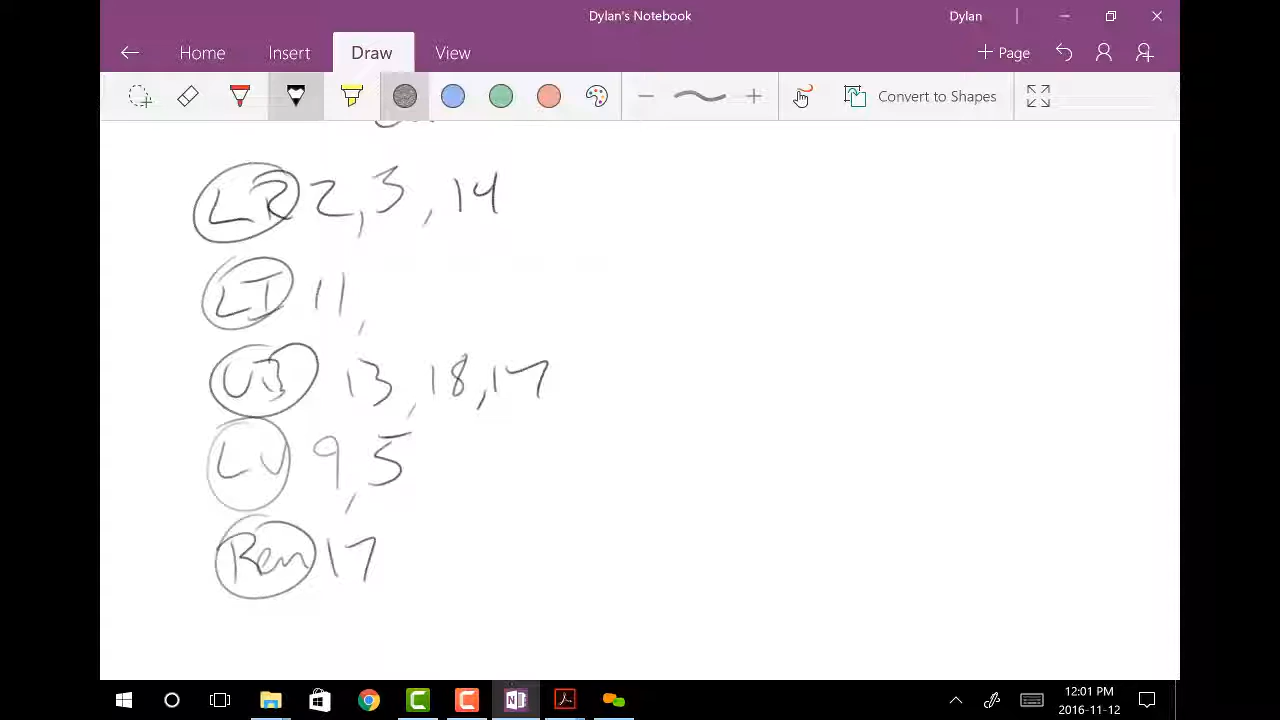 Dylan's Notebook
Dylan
Home Insert Draw View
Page
Convert to Shapes
LR 2, 3, 14
LT 11,
UB 13, 18, 17
LV 9, 5
Rem 17
12:01 PM
2016-11-12